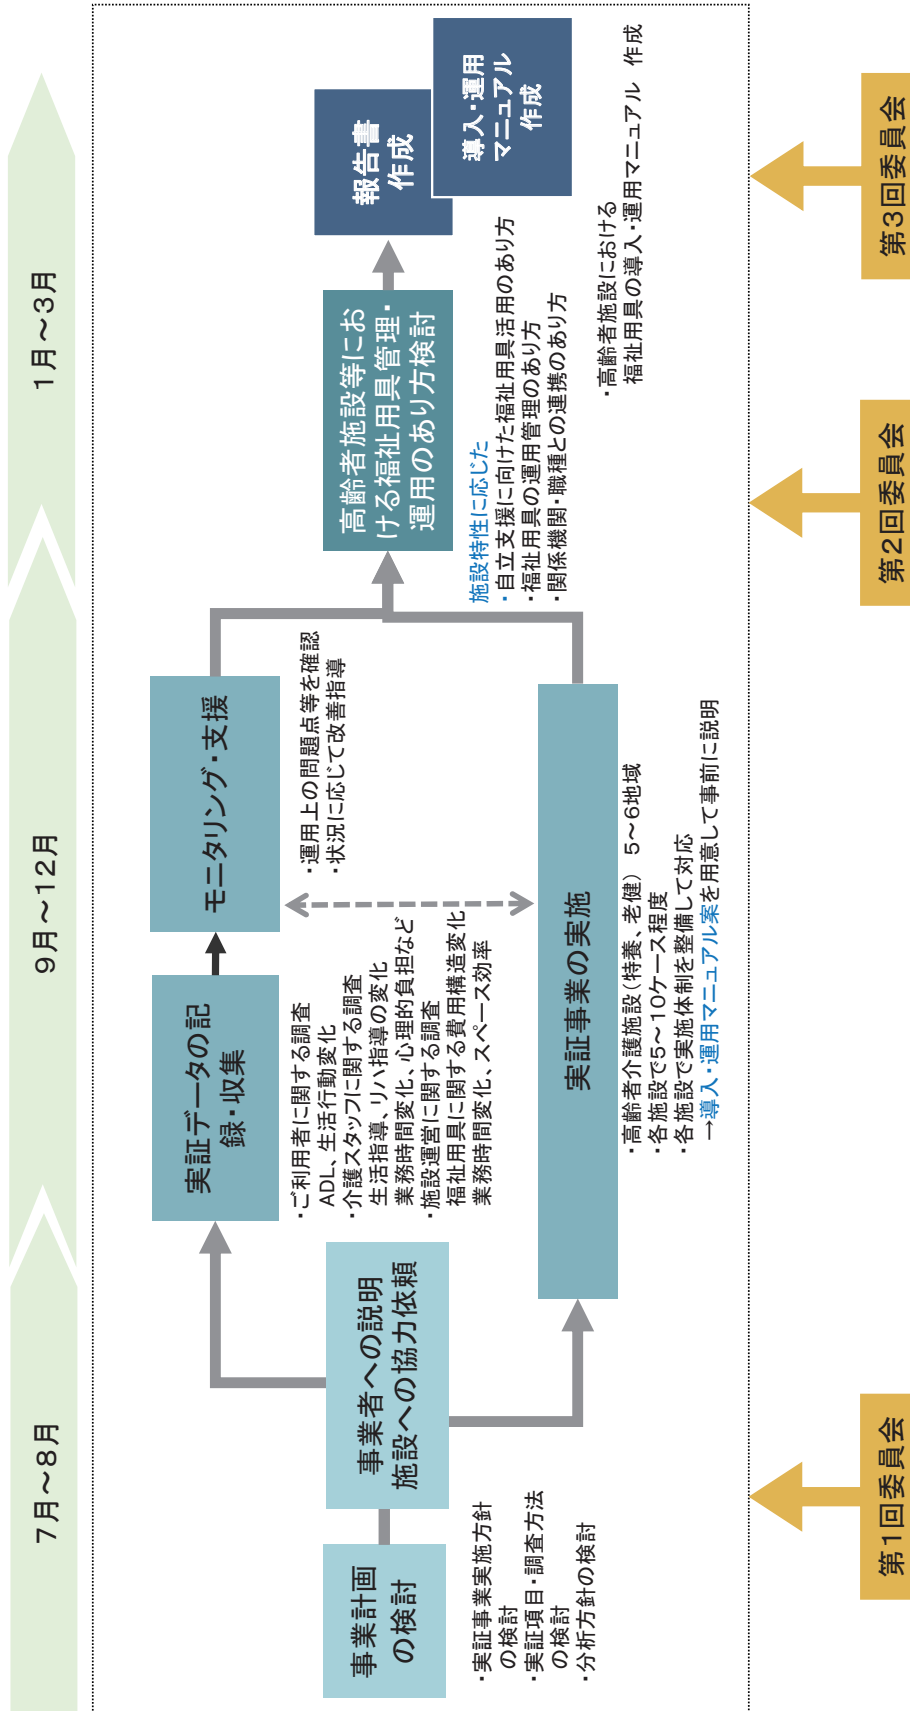 7月～8月
9月～12月
1月～3月
事業計画
の検討
・実証事業実施方針
の検討
・実証項目・調査方法
の検討
・分析方針の検討
事業者への説明
施設への協力依頼
実証データの記
録・収集
・ご利用者に関する調査
ADL、生活行動変化
・介護スタッフに関する調査
生活指導、リハ指導の変化
業務時間変化、心理的負担など
・施設運営に関する調査
福祉用具に関する費用構造変化
業務時間変化、スペース効率
モニタリング・支援
・運用上の問題点等を確認
・状況に応じて改善指導
実証事業の実施
・高齢者介護施設(特養、老健) 5～6地域
・各施設で5～10ケース程度
・各施設で実施体制を整備して対応
→導入・運用マニュアル案を用意して事前に説明
高齢者施設等にお
ける福祉用具管理・
運用のあり方検討
施設特性に応じた
・自立支援に向けた福祉用具活用のあり方
・福祉用具の運用管理のあり方
・関係機関・職種との連携のあり方
報告書
作成
導入・運用
マニュアル
作成
・高齢者施設における
福祉用具の導入・運用マニュアル 作成
第1回委員会
第2回委員会
第3回委員会